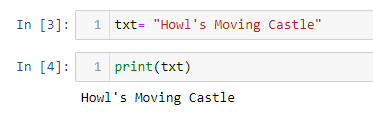 In [3]: 1 txt= "Howl's Moving Castle"
In [4]: 1 print(txt)
Howl's Moving Castle